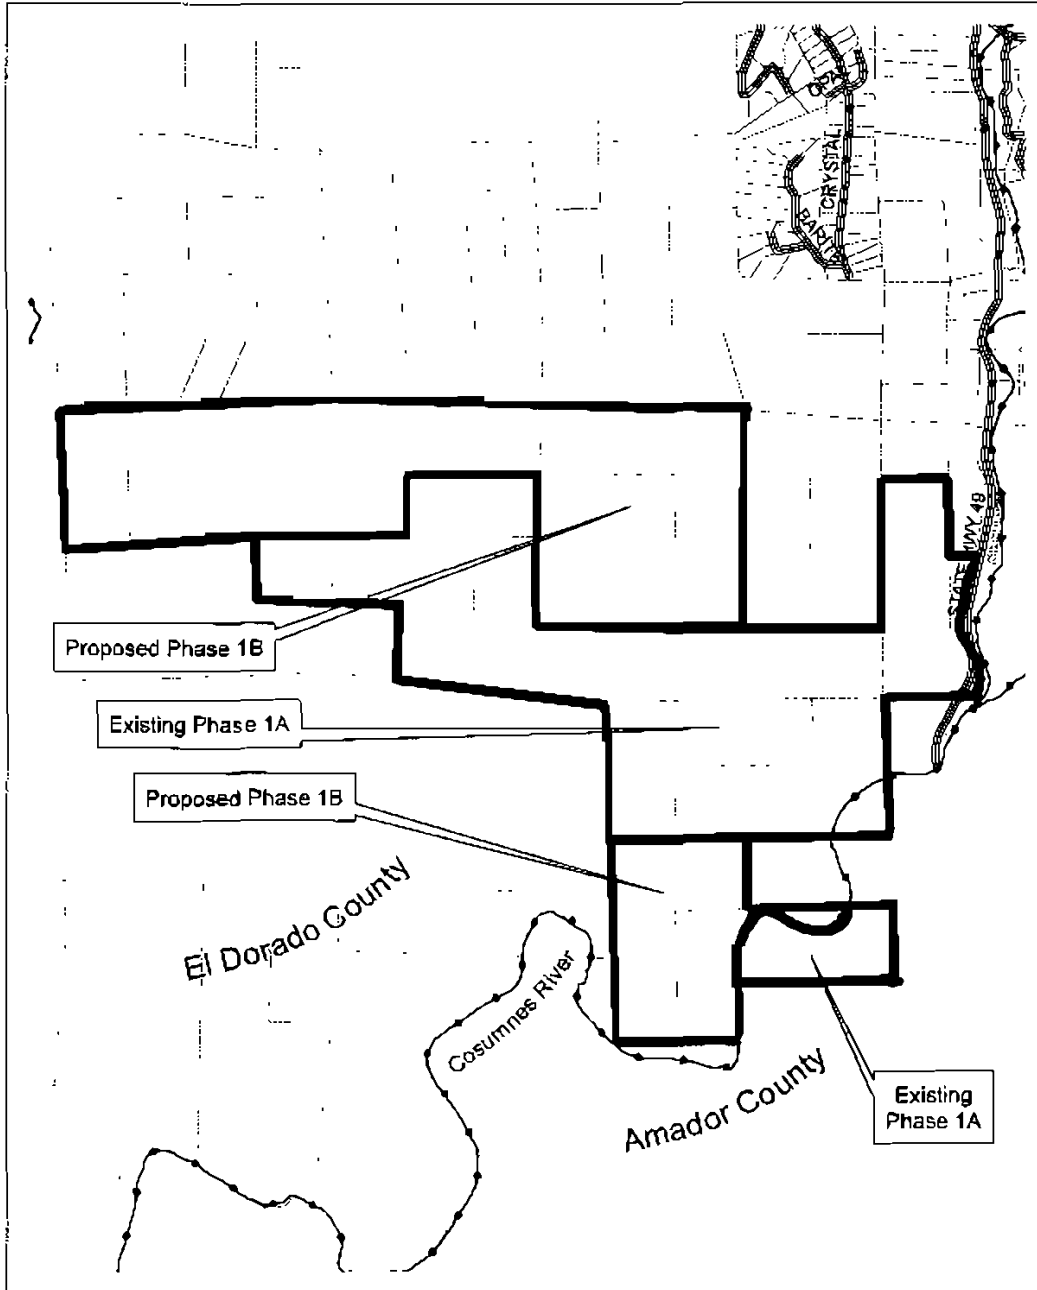 CRYSTAL
STATE HWY 49
Proposed Phase 1B
Existing Phase 1A
Proposed Phase 1B
El Dorado County
Cosumnes River
Amador County
Existing
Phase 1A